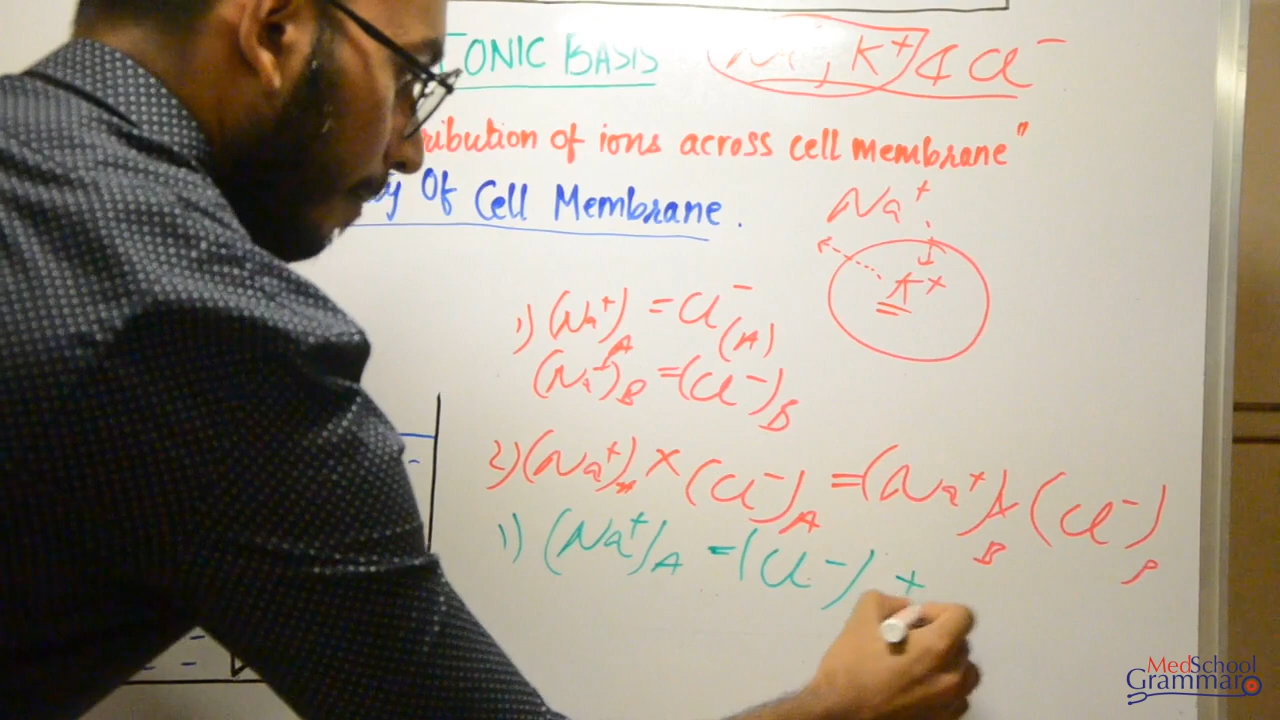 IONIC BASIS Na+, K+ & Cl−
ribution of ions across cell membrane"
Of Cell Membrane.
Na+
K+
1) (Na+)A = Cl−(A)
(Na+)B = (Cl−)B
2) (Na+)A × (Cl−)A = (Na+)B × (Cl−)B
1) (Na+)A = (Cl−) +
MedSchool
Grammar